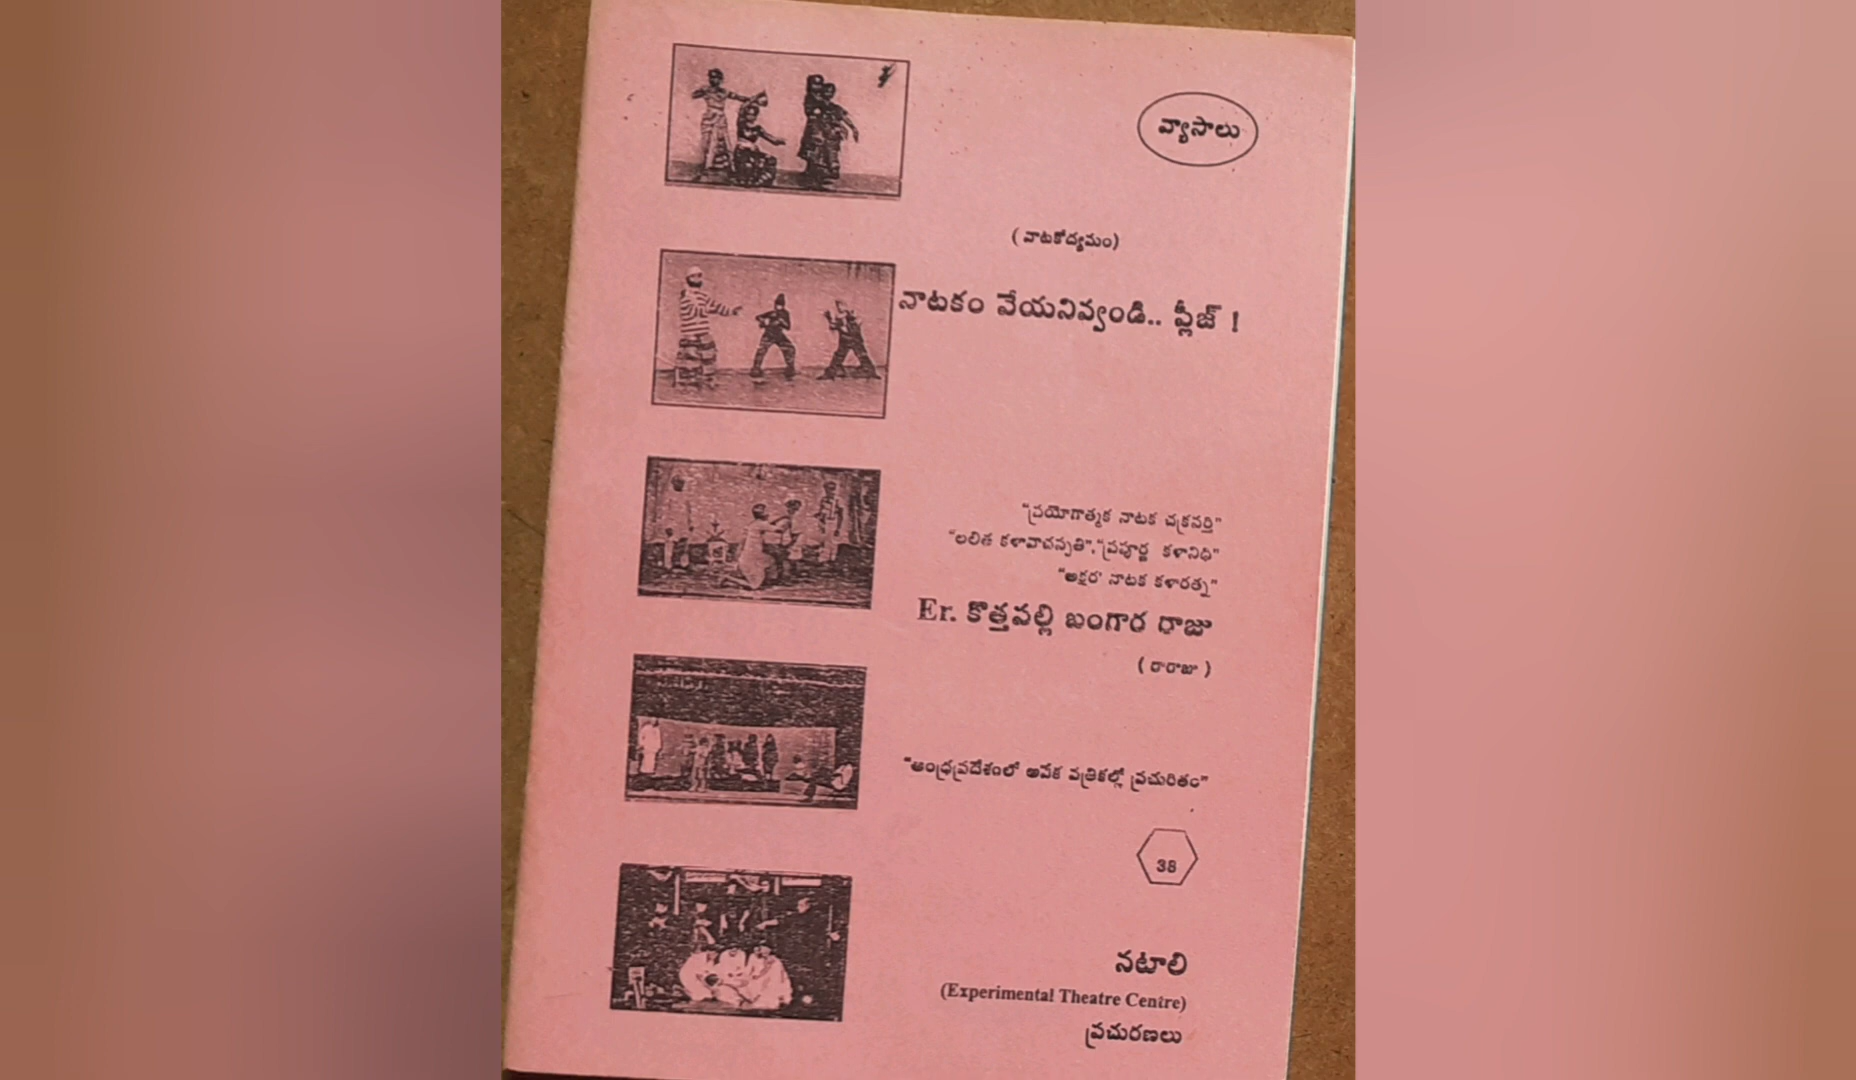 వ్యాసాలు
(నాటకోద్యమం)
నాటకం వేయనివ్వండి.. ప్లీజ్ !
"ప్రయోగాత్మక నాటక చక్రవర్తి"
"లలిత కళావాచస్పతి","ప్రపూర్ణ కళానిధి"
"అక్షర' నాటక కళారత్న"
Er. కొత్తపల్లి బంగార రాజు
( రారాజు )
"ఆంధ్రప్రదేశంలో అనేక పత్రికల్లో ప్రచురితం"
38
నటాలి
(Experimental Theatre Centre)
ప్రచురణలు